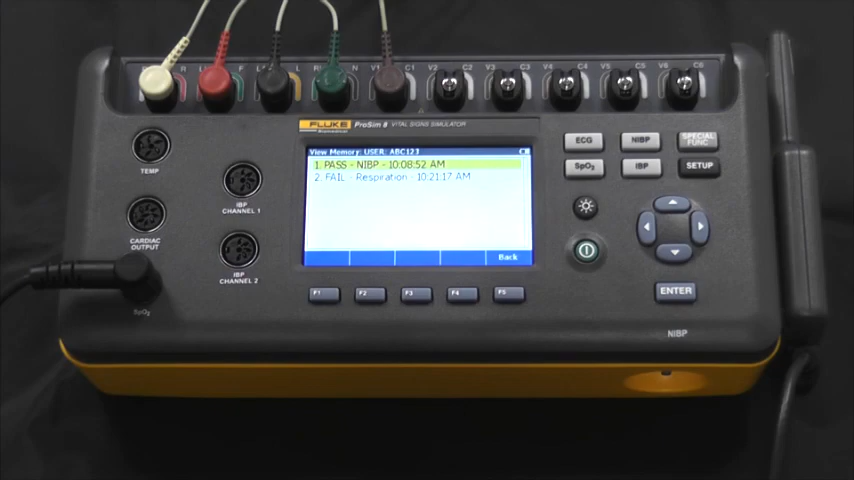 R F L N V1 C1 V2 C2 V3 C3 V4 C4 V5 C5 V6 C6
FLUKE ProSim 8 VITAL SIGNS SIMULATOR
Biomedical
TEMP
CARDIAC
OUTPUT
SpO2
IBP
CHANNEL 1
IBP
CHANNEL 2
View Memory: USER: ABC123
1. PASS - NIBP - 10:08:52 AM
2. FAIL - Respiration - 10:21:17 AM
Back
F1 F2 F3 F4 F5
ECG NIBP SPECIAL
FUNC
SpO2 IBP SETUP
ENTER
NIBP